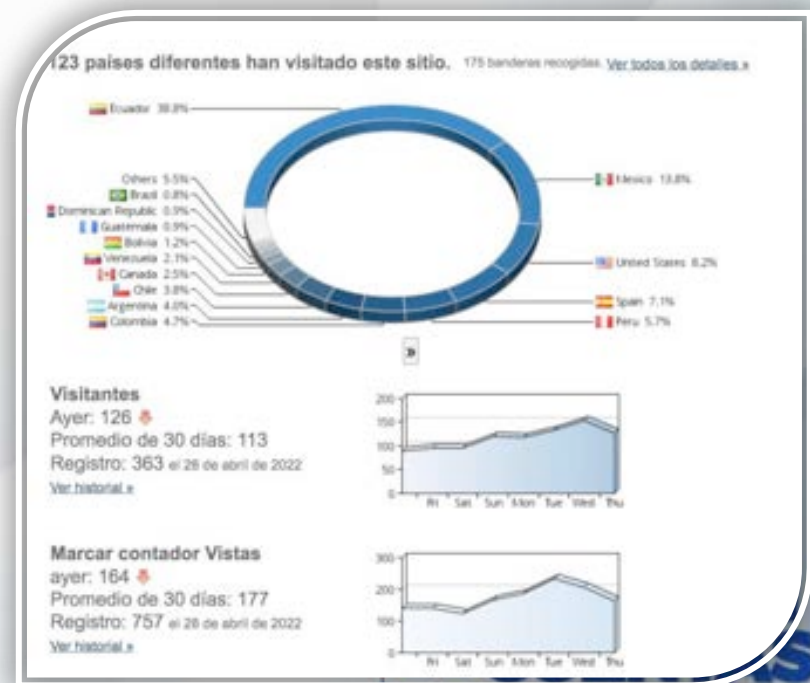 123 países diferentes han visitado este sitio. 175 banderas recogidas. Ver todos los detalles »
Ecuador 38.8%
Others 5.5%
Brazil 0.8%
Dominican Republic 0.9%
Guatemala 0.9%
Bolivia 1.2%
Venezuela 2.1%
Canada 2.5%
Chile 3.8%
Argentina 4.0%
Colombia 4.7%
Mexico 13.8%
United States 8.2%
Spain 7.1%
Peru 5.7%
»
Visitantes
Ayer: 126
Promedio de 30 días: 113
Registro: 363 el 28 de abril de 2022
Ver historial »
200
150
100
50
0
Fri Sat Sun Mon Tue Wed Thu
Marcar contador Vistas
ayer: 164
Promedio de 30 días: 177
Registro: 757 el 28 de abril de 2022
Ver historial »
300
200
100
0
Fri Sat Sun Mon Tue Wed Thu